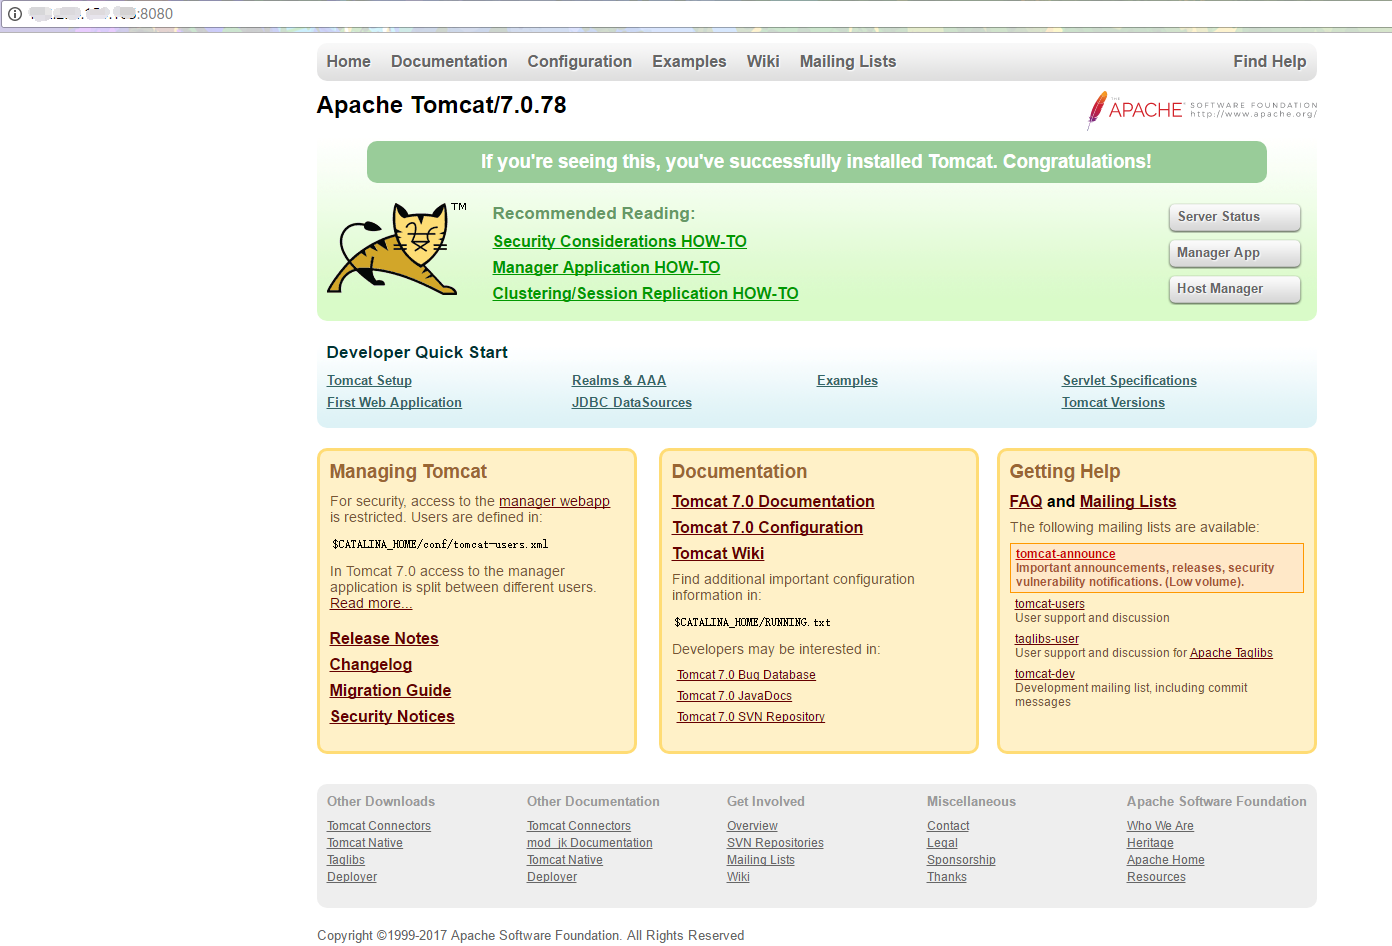 :8080
Home Documentation Configuration Examples Wiki Mailing Lists Find Help
Apache Tomcat/7.0.78
THE APACHE SOFTWARE FOUNDATION
http://www.apache.org/
If you're seeing this, you've successfully installed Tomcat. Congratulations!
TM
Recommended Reading:
Security Considerations HOW-TO
Manager Application HOW-TO
Clustering/Session Replication HOW-TO
Server Status
Manager App
Host Manager
Developer Quick Start
Tomcat Setup
First Web Application
Realms & AAA
JDBC DataSources
Examples
Servlet Specifications
Tomcat Versions
Managing Tomcat
For security, access to the manager webapp
is restricted. Users are defined in:
$CATALINA_HOME/conf/tomcat-users.xml
In Tomcat 7.0 access to the manager
application is split between different users.
Read more...
Release Notes
Changelog
Migration Guide
Security Notices
Documentation
Tomcat 7.0 Documentation
Tomcat 7.0 Configuration
Tomcat Wiki
Find additional important configuration
information in:
$CATALINA_HOME/RUNNING.txt
Developers may be interested in:
Tomcat 7.0 Bug Database
Tomcat 7.0 JavaDocs
Tomcat 7.0 SVN Repository
Getting Help
FAQ and Mailing Lists
The following mailing lists are available:
tomcat-announce
Important announcements, releases, security
vulnerability notifications. (Low volume).
tomcat-users
User support and discussion
taglibs-user
User support and discussion for Apache Taglibs
tomcat-dev
Development mailing list, including commit
messages
Other Downloads
Tomcat Connectors
Tomcat Native
Taglibs
Deployer
Other Documentation
Tomcat Connectors
mod_jk Documentation
Tomcat Native
Deployer
Get Involved
Overview
SVN Repositories
Mailing Lists
Wiki
Miscellaneous
Contact
Legal
Sponsorship
Thanks
Apache Software Foundation
Who We Are
Heritage
Apache Home
Resources
Copyright ©1999-2017 Apache Software Foundation. All Rights Reserved